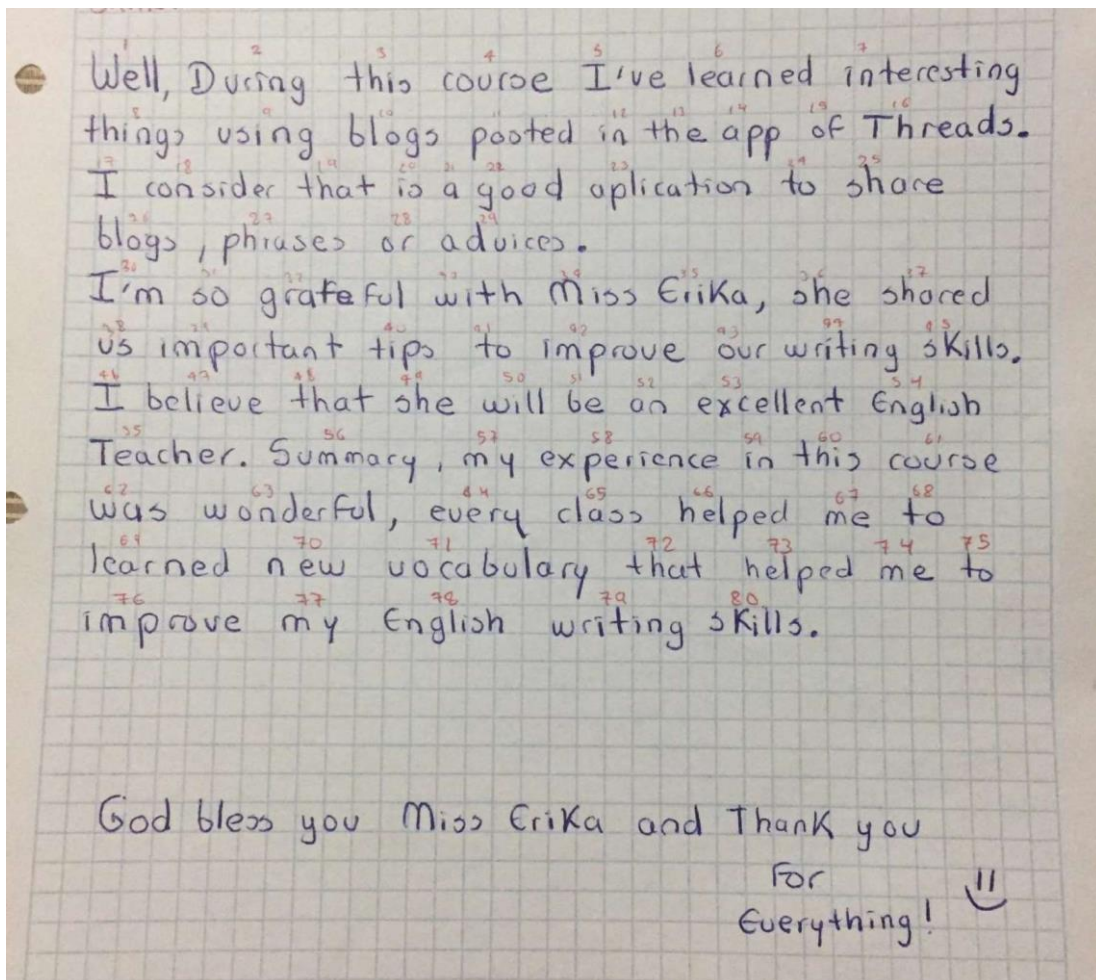 Well, During this course I've learned interesting
things using blogs posted in the app of Threads.
I consider that is a good aplication to share
blogs, phrases or advices.
I'm so grateful with Miss Erika, she shared
us important tips to improve our writing skills.
I believe that she will be an excellent English
Teacher. Summary, my experience in this course
was wonderful, every class helped me to
learned new vocabulary that helped me to
improve my English writing skills.
God bless you Miss Erika and Thank you
For
Everything!